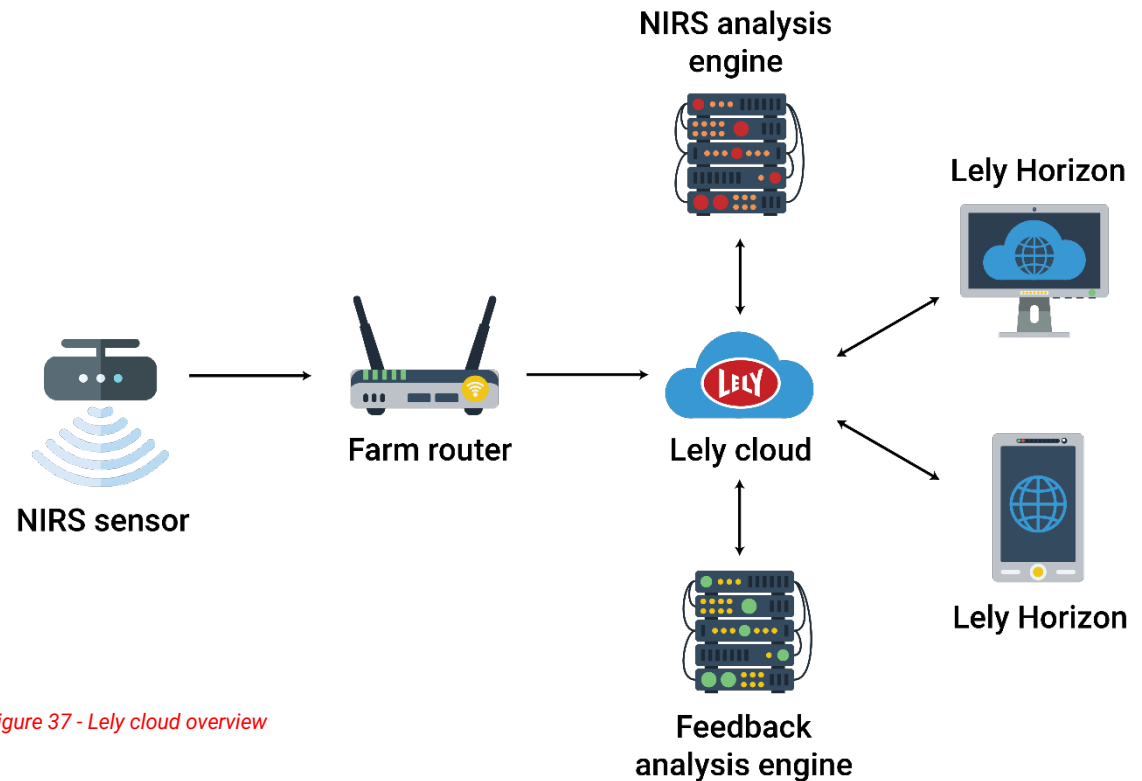 NIRS analysis
engine
Lely Horizon
LELY
NIRS sensor
Farm router
Lely cloud
Lely Horizon
Feedback
analysis engine
igure 37 - Lely cloud overview